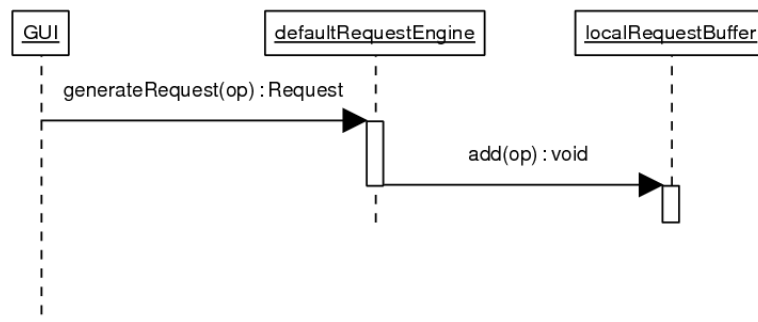 GUI
defaultRequestEngine
localRequestBuffer
generateRequest(op) : Request
add(op) : void